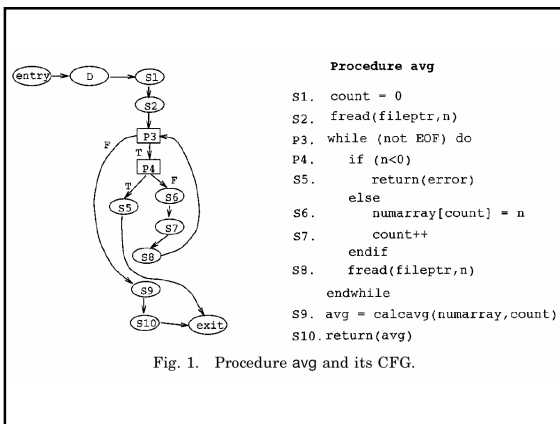 entry
D
S1
S2
F
P3
T
P4
T
F
S5
S6
S7
S8
S9
S10
exit
Procedure avg
S1. count = 0
S2. fread(fileptr,n)
P3. while (not EOF) do
P4. if (n<0)
S5. return(error)
else
S6. numarray[count] = n
S7. count++
endif
S8. fread(fileptr,n)
endwhile
S9. avg = calcavg(numarray,count)
S10. return(avg)
Fig. 1. Procedure avg and its CFG.